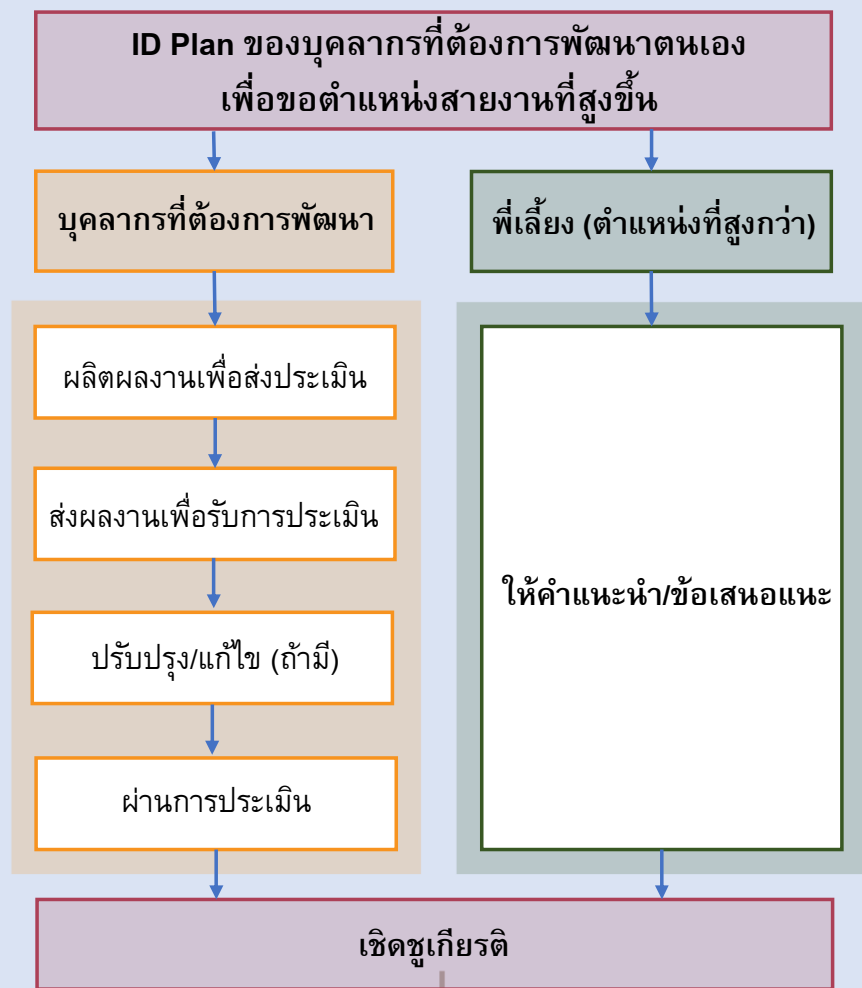 ID Plan ของบุคลากรที่ต้องการพัฒนาตนเอง
เพื่อขอตำแหน่งสายงานที่สูงขึ้น
บุคลากรที่ต้องการพัฒนา
พี่เลี้ยง (ตำแหน่งที่สูงกว่า)
ผลิตผลงานเพื่อส่งประเมิน
ส่งผลงานเพื่อรับการประเมิน
ปรับปรุง/แก้ไข (ถ้ามี)
ผ่านการประเมิน
ให้คำแนะนำ/ข้อเสนอแนะ
เชิดชูเกียรติ